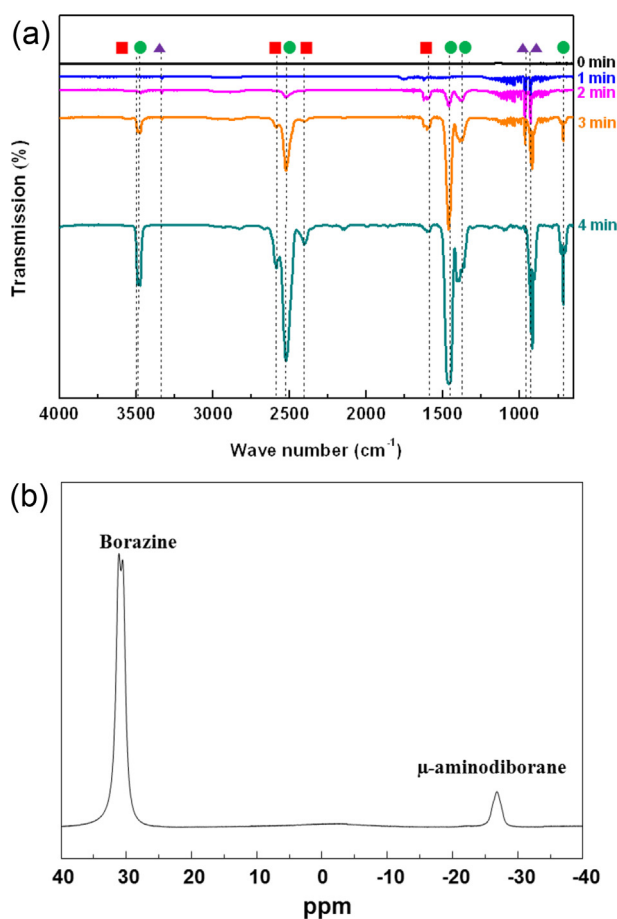 (a)
0 min
1 min
2 min
3 min
4 min
Transmission (%)
4000 3500 3000 2500 2000 1500 1000
Wave number (cm⁻¹)
(b)
Borazine
μ-aminodiborane
40 30 20 10 0 -10 -20 -30 -40
ppm